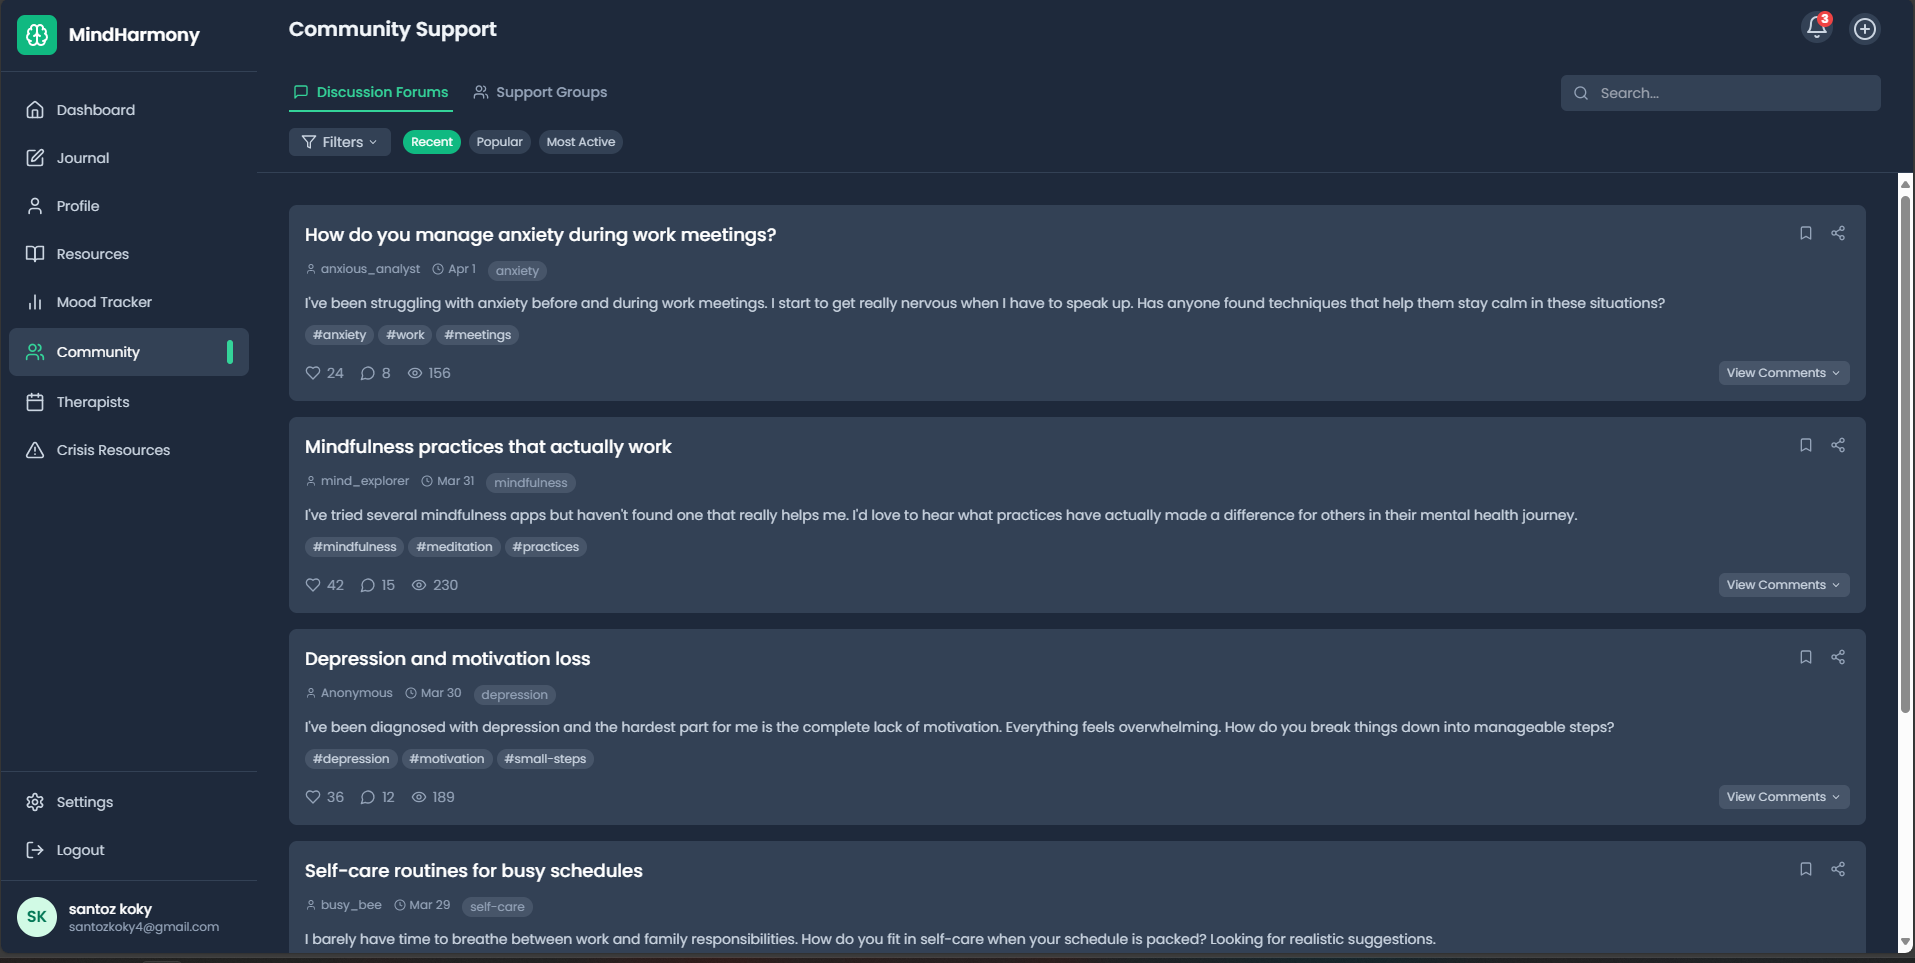 MindHarmony
Dashboard
Journal
Profile
Resources
Mood Tracker
Community
Therapists
Crisis Resources
Settings
Logout
SK
santoz koky
santozkoky4@gmail.com
Community Support
3
Discussion Forums
Support Groups
Search...
Filters
Recent
Popular
Most Active
How do you manage anxiety during work meetings?
anxious_analyst Apr 1 anxiety
I've been struggling with anxiety before and during work meetings. I start to get really nervous when I have to speak up. Has anyone found techniques that help them stay calm in these situations?
#anxiety #work #meetings
24 8 156
View Comments
Mindfulness practices that actually work
mind_explorer Mar 31 mindfulness
I've tried several mindfulness apps but haven't found one that really helps me. I'd love to hear what practices have actually made a difference for others in their mental health journey.
#mindfulness #meditation #practices
42 15 230
View Comments
Depression and motivation loss
Anonymous Mar 30 depression
I've been diagnosed with depression and the hardest part for me is the complete lack of motivation. Everything feels overwhelming. How do you break things down into manageable steps?
#depression #motivation #small-steps
36 12 189
View Comments
Self-care routines for busy schedules
busy_bee Mar 29 self-care
I barely have time to breathe between work and family responsibilities. How do you fit in self-care when your schedule is packed? Looking for realistic suggestions.